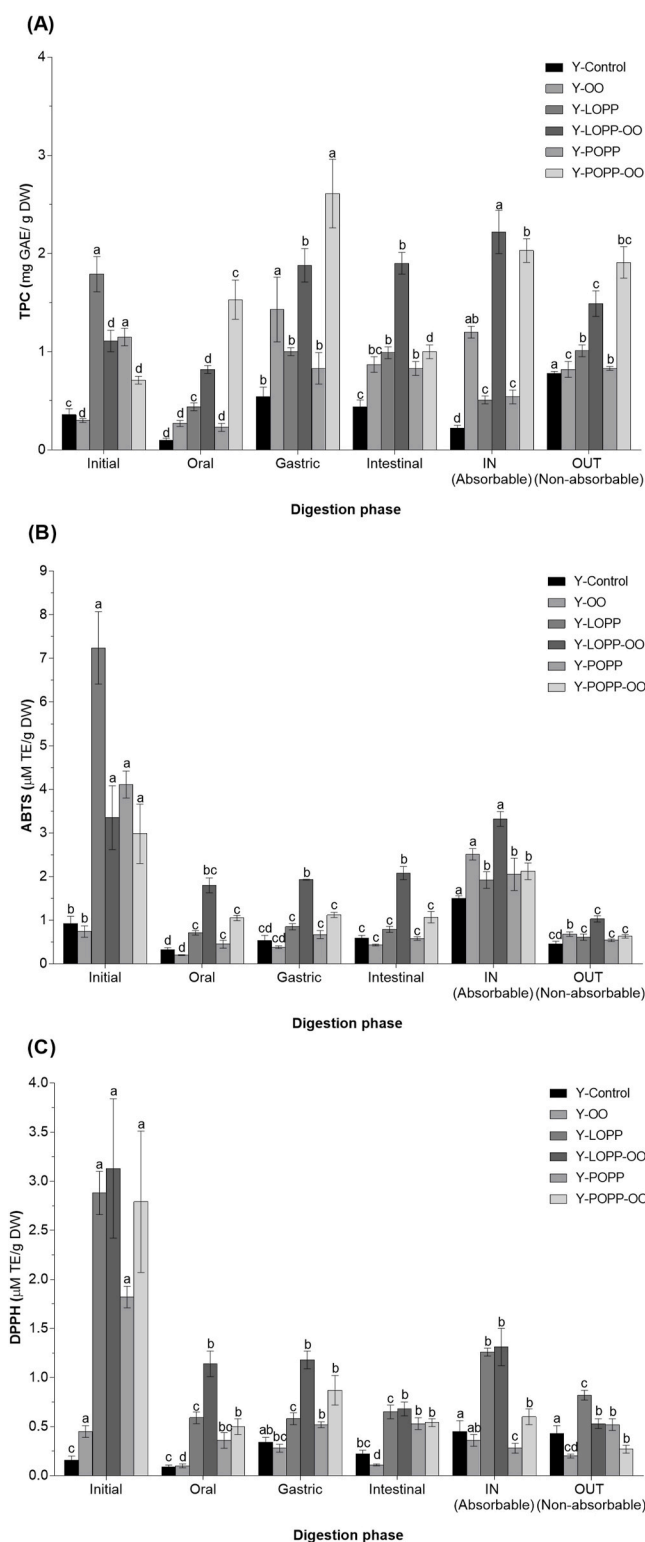 (A)
4
3
2
1
0
TPC (mg GAE/ g DW)
Y-Control
Y-OO
Y-LOPP
Y-LOPP-OO
Y-POPP
Y-POPP-OO
c d a d a d
d d c d d c
b a b b b a
c bc b b b d
d ab c a c b
a c b c b bc
Initial Oral Gastric Intestinal IN OUT
(Absorbable) (Non-absorbable)
Digestion phase
(B)
9
8
7
6
5
4
3
2
1
0
ABTS (µM TE/g DW)
Y-Control
Y-OO
Y-LOPP
Y-LOPP-OO
Y-POPP
Y-POPP-OO
b b a a a a
d d c bc c b
cd cd c b c b
c c c b c b
a a b a b b
d b c c d c
Initial Oral Gastric Intestinal IN OUT
(Absorbable) (Non-absorbable)
Digestion phase
(C)
4.0
3.5
3.0
2.5
2.0
1.5
1.0
0.5
0.0
DPPH (µM TE/g DW)
Y-Control
Y-OO
Y-LOPP
Y-LOPP-OO
Y-POPP
Y-POPP-OO
c a a a a a
c c c b bc b
ab bc c b b b
bc d c b b b
a ab b b c b
a cd c b b b
Initial Oral Gastric Intestinal IN OUT
(Absorbable) (Non-absorbable)
Digestion phase